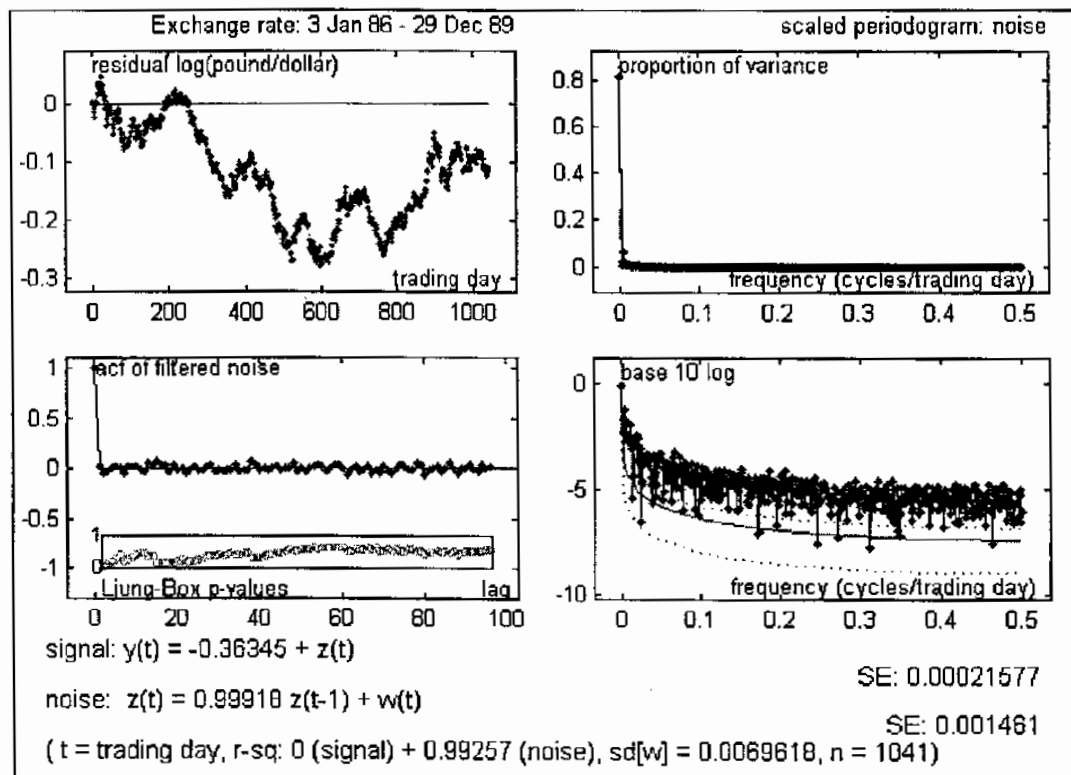 Exchange rate: 3 Jan 86 - 29 Dec 89
scaled periodogram: noise
residual log(pound/dollar)
0
-0.1
-0.2
-0.3
trading day
0 200 400 600 800 1000
proportion of variance
0.8
0.6
0.4
0.2
0
frequency (cycles/trading day)
0 0.1 0.2 0.3 0.4 0.5
acf of filtered noise
1
0.5
0
-0.5
-1
1
0
Ljung-Box p-values
lag
0 20 40 60 80 100
base 10 log
0
-5
-10
frequency (cycles/trading day)
0 0.1 0.2 0.3 0.4 0.5
signal: y(t) = -0.36345 + z(t)
SE: 0.00021577
noise: z(t) = 0.99918 z(t-1) + w(t)
SE: 0.001461
( t = trading day, r-sq: 0 (signal) + 0.99257 (noise), sd[w] = 0.0069618, n = 1041)